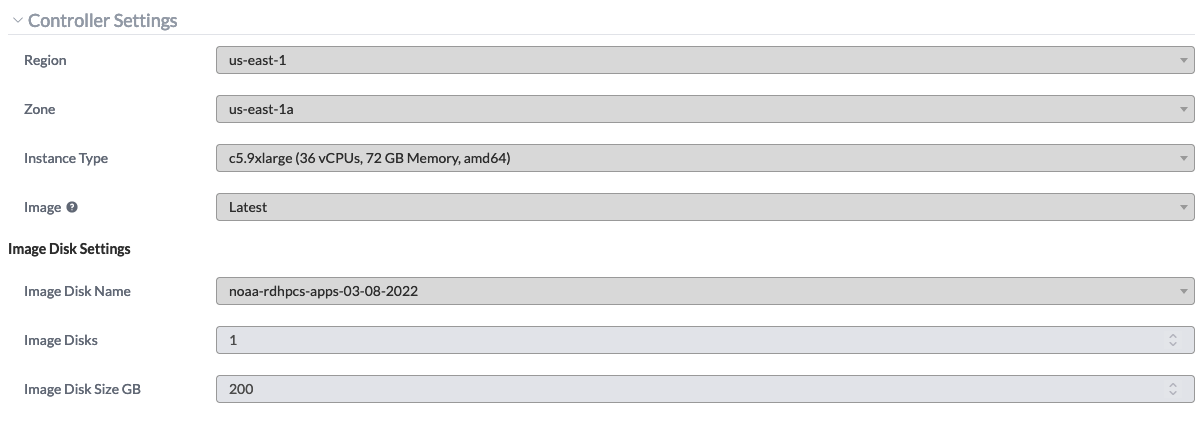 Controller Settings
Region us-east-1
Zone us-east-1a
Instance Type c5.9xlarge (36 vCPUs, 72 GB Memory, amd64)
Image ? Latest
Image Disk Settings
Image Disk Name noaa-rdhpcs-apps-03-08-2022
Image Disks 1
Image Disk Size GB 200